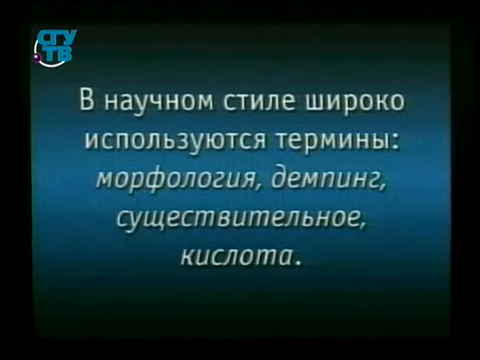 СГУ
ТВ
В научном стиле широко
используются термины:
морфология, демпинг,
существительное,
кислота.